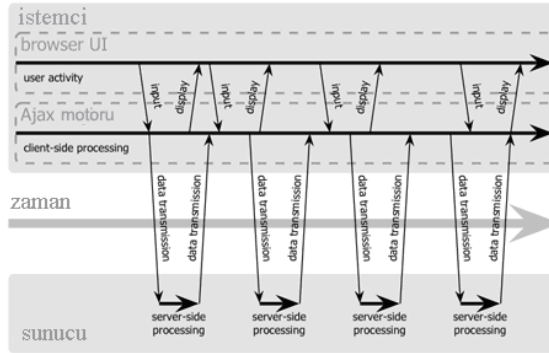 istemci
browser UI
user activity
input
display
input
display
input
display
input
display
Ajax motoru
client-side processing
data transmission
data transmission
data transmission
data transmission
data transmission
data transmission
data transmission
data transmission
zaman
server-side
processing
server-side
processing
server-side
processing
server-side
processing
sunucu